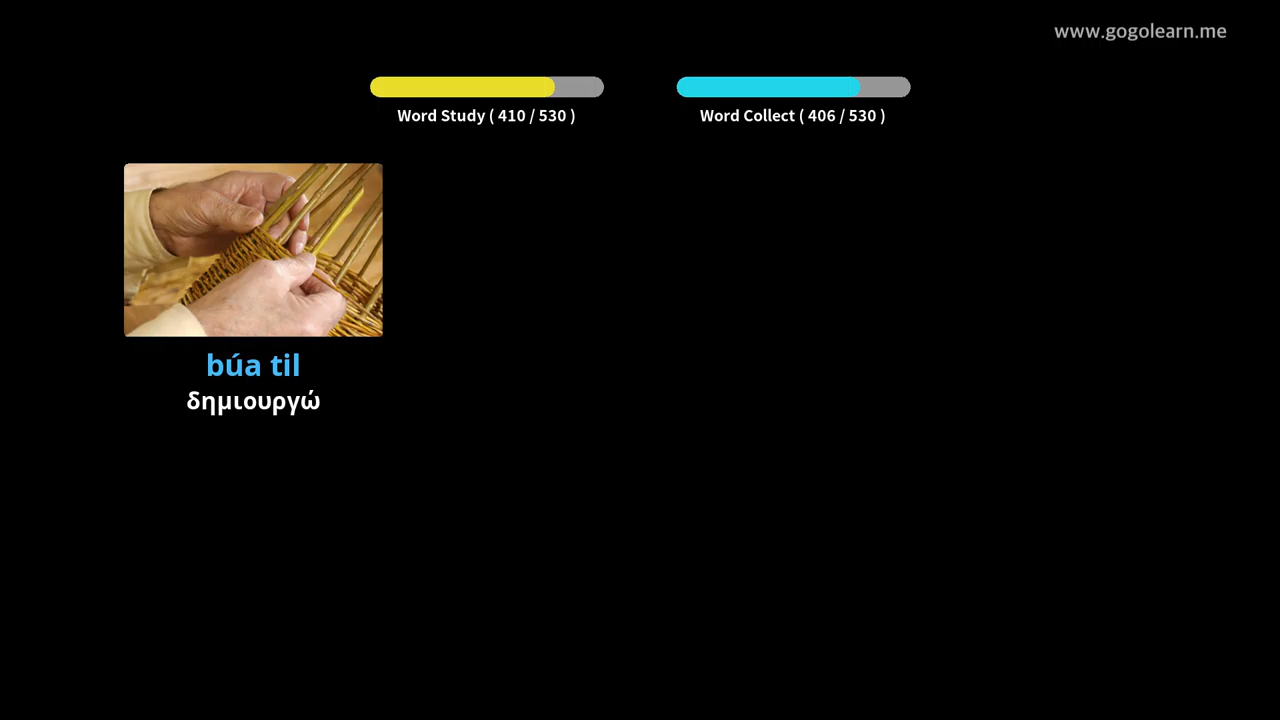 www.gogolearn.me
Word Study ( 410 / 530 )
Word Collect ( 406 / 530 )
búa til
δημιουργώ